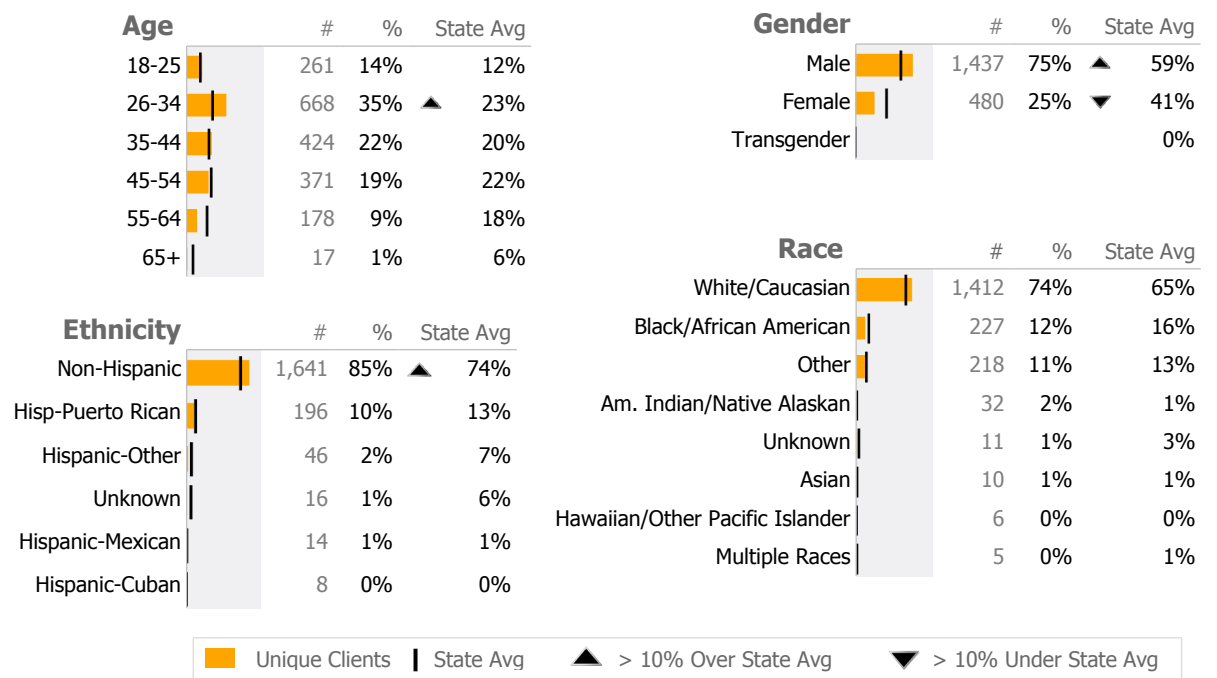 Age # % State Avg
18-25 261 14% 12%
26-34 668 35% 23%
35-44 424 22% 20%
45-54 371 19% 22%
55-64 178 9% 18%
65+ 17 1% 6%
Ethnicity # % State Avg
Non-Hispanic 1,641 85% 74%
Hisp-Puerto Rican 196 10% 13%
Hispanic-Other 46 2% 7%
Unknown 16 1% 6%
Hispanic-Mexican 14 1% 1%
Hispanic-Cuban 8 0% 0%
Gender # % State Avg
Male 1,437 75% 59%
Female 480 25% 41%
Transgender 0%
Race # % State Avg
White/Caucasian 1,412 74% 65%
Black/African American 227 12% 16%
Other 218 11% 13%
Am. Indian/Native Alaskan 32 2% 1%
Unknown 11 1% 3%
Asian 10 1% 1%
Hawaiian/Other Pacific Islander 6 0% 0%
Multiple Races 5 0% 1%
Unique Clients State Avg > 10% Over State Avg > 10% Under State Avg